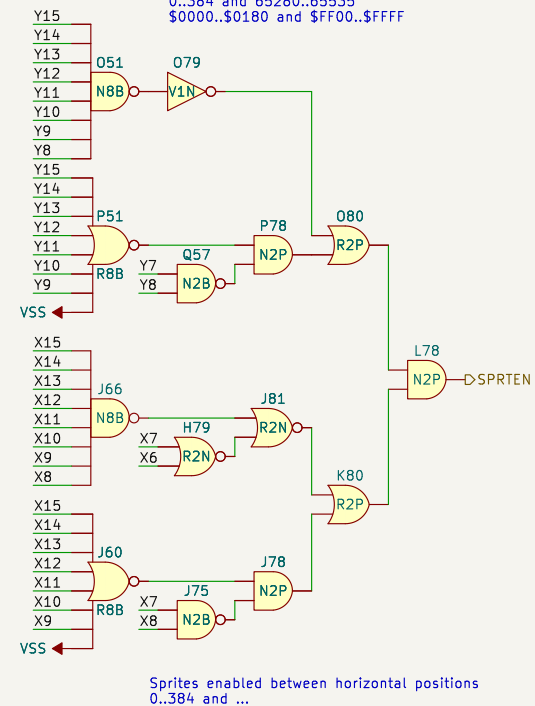 0..384 and 65280..65535
$0000..$0180 and $FF00..$FFFF
Y15
Y14
Y13
Y12
Y11
Y10
Y9
Y8
O51
N8B
O79
V1N
Y15
Y14
Y13
Y12
Y11
Y10
Y9
VSS
P51
R8B
Y7
Y8
Q57
N2B
P78
N2P
O80
R2P
X15
X14
X13
X12
X11
X10
X9
X8
J66
N8B
X7
X6
H79
R2N
J81
R2N
K80
R2P
L78
N2P
SPRTEN
X15
X14
X13
X12
X11
X10
X9
VSS
J60
R8B
X7
X8
J75
N2B
J78
N2P
Sprites enabled between horizontal positions
0..384 and ...